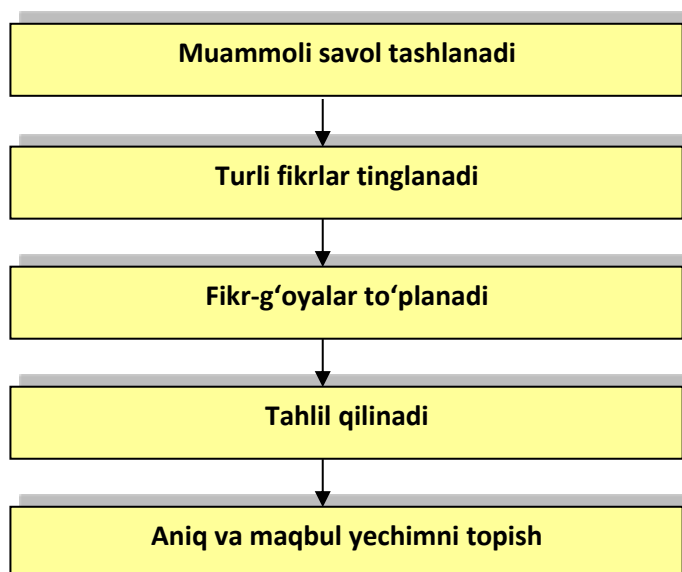 Muammoli savol tashlanadi
Turli fikrlar tinglanadi
Fikr-g‘oyalar to‘planadi
Tahlil qilinadi
Aniq va maqbul yechimni topish